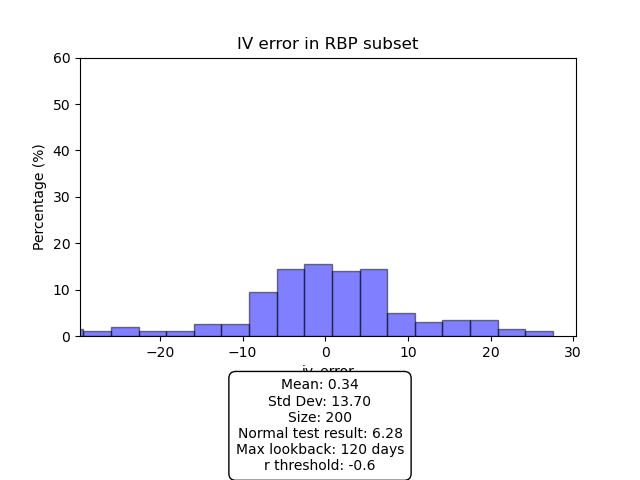 IV error in RBP subset
60
50
40
30
20
10
0
Percentage (%)
−20
−10
0
10
20
30
iv_error
Mean: 0.34
Std Dev: 13.70
Size: 200
Normal test result: 6.28
Max lookback: 120 days
r threshold: -0.6